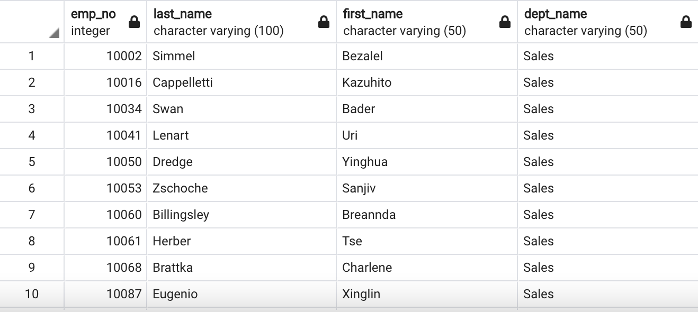 emp_no last_name first_name dept_name
integer character varying (100) character varying (50) character varying (50)
1 10002 Simmel Bezalel Sales
2 10016 Cappelletti Kazuhito Sales
3 10034 Swan Bader Sales
4 10041 Lenart Uri Sales
5 10050 Dredge Yinghua Sales
6 10053 Zschoche Sanjiv Sales
7 10060 Billingsley Breannda Sales
8 10061 Herber Tse Sales
9 10068 Brattka Charlene Sales
10 10087 Eugenio Xinglin Sales